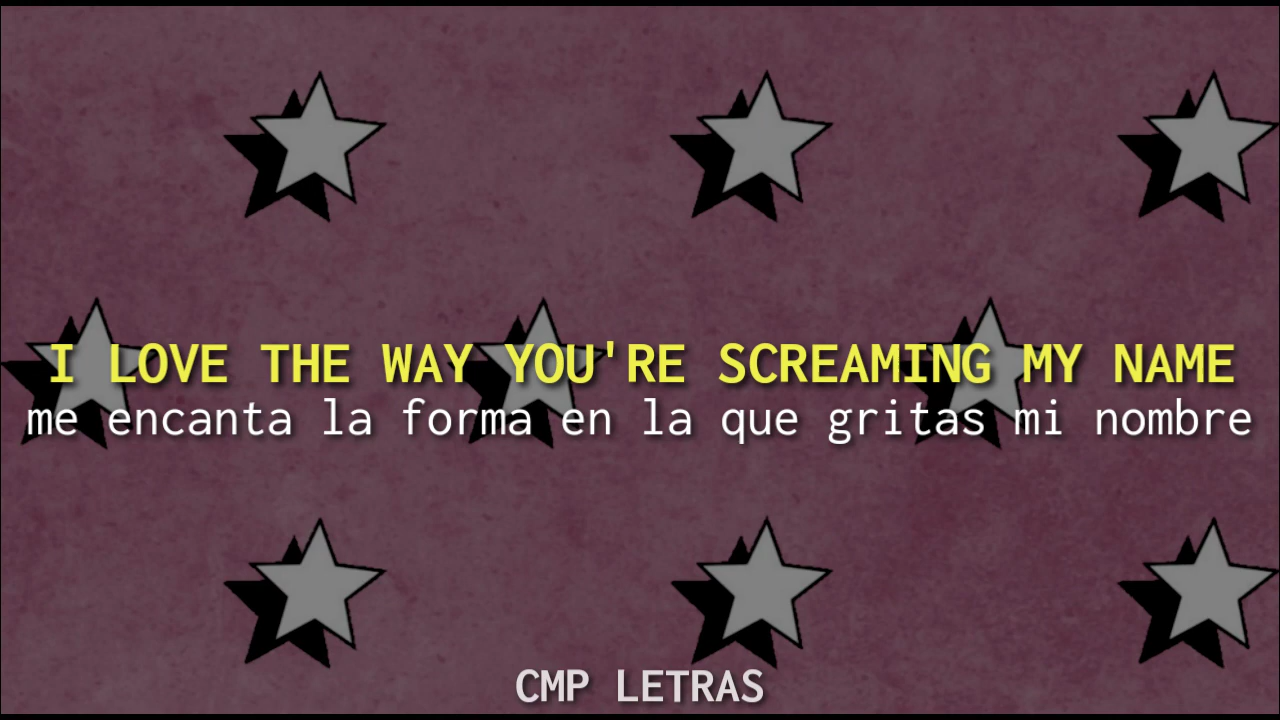 I LOVE THE WAY YOU'RE SCREAMING MY NAME
me encanta la forma en la que gritas mi nombre
CMP LETRAS